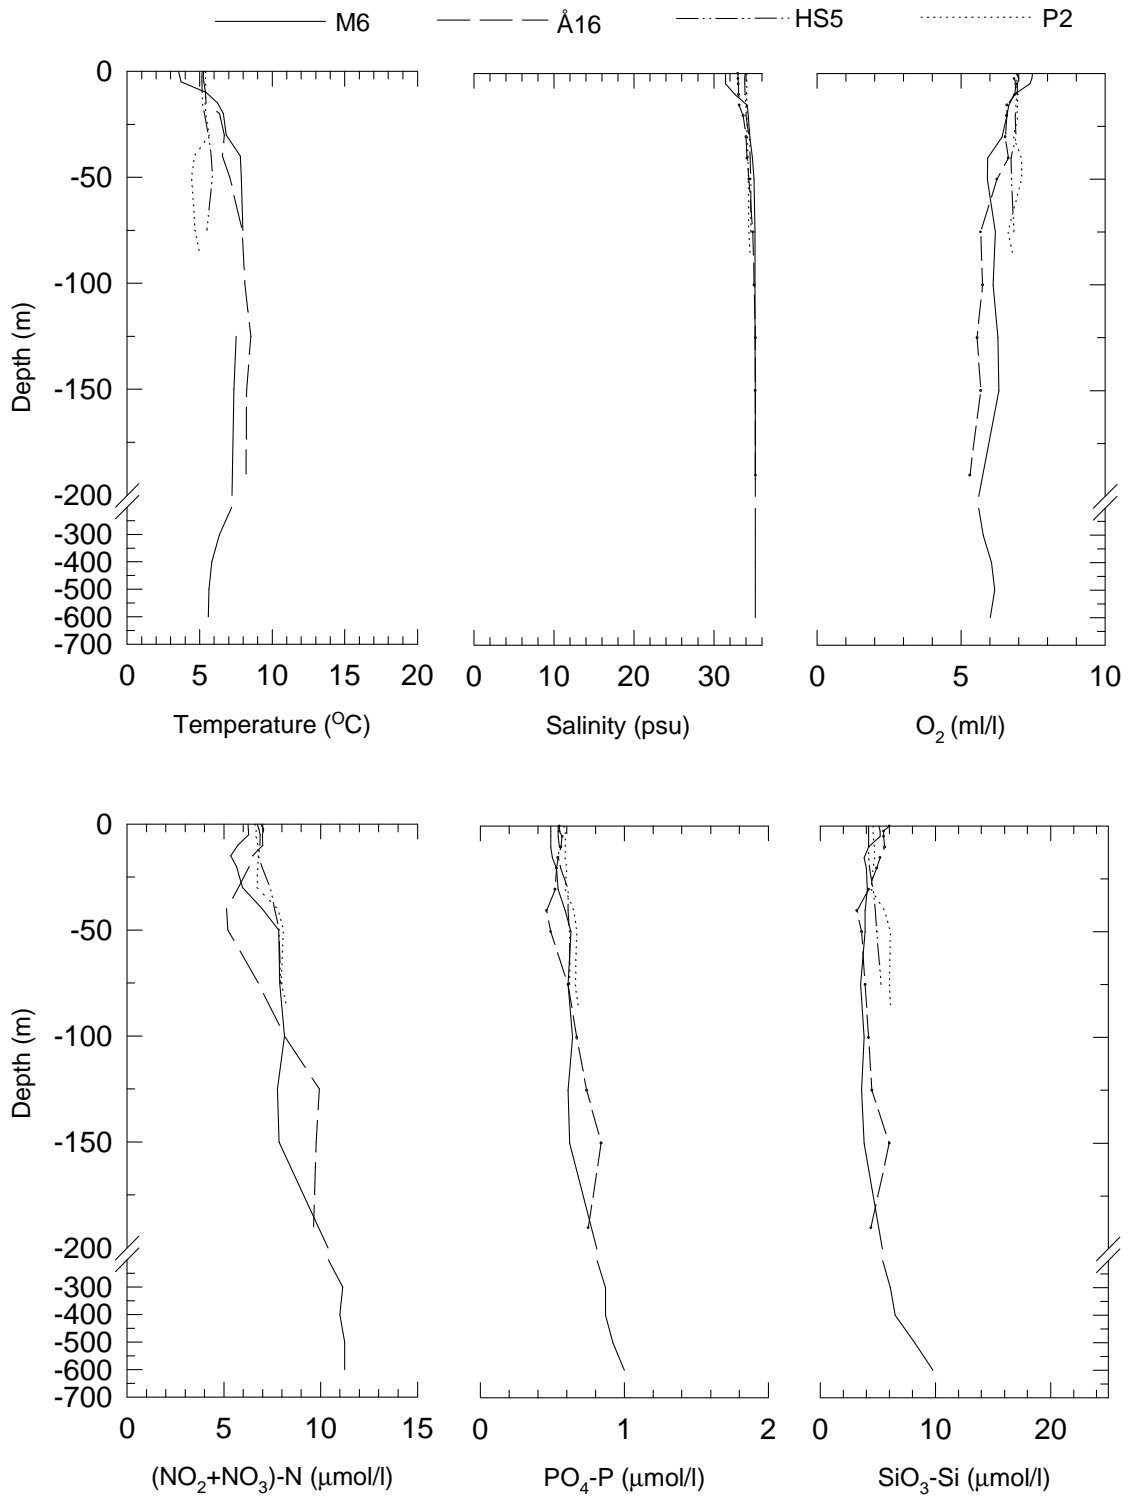 M6 Å16 HS5 P2
0
-50
-100
-150
-200
-300
-400
-500
-600
-700
Depth (m)
0 5 10 15 20
0 10 20 30
0 5 10
Temperature (°C)
Salinity (psu)
O₂ (ml/l)
0
-50
-100
-150
-200
-300
-400
-500
-600
-700
Depth (m)
0 5 10 15
0 1 2
0 10 20
(NO₂+NO₃)-N (μmol/l)
PO₄-P (μmol/l)
SiO₃-Si (μmol/l)